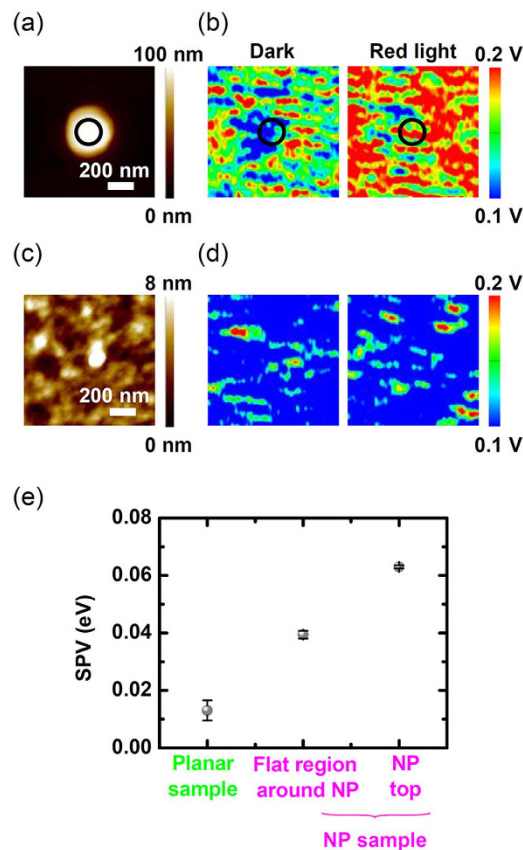 (a)
100 nm
200 nm
0 nm
(b)
Dark
Red light
0.2 V
0.1 V
(c)
8 nm
200 nm
0 nm
(d)
0.2 V
0.1 V
(e)
SPV (eV)
0.08
0.06
0.04
0.02
0.00
Planar
sample
Flat region
around NP
NP
top
NP sample